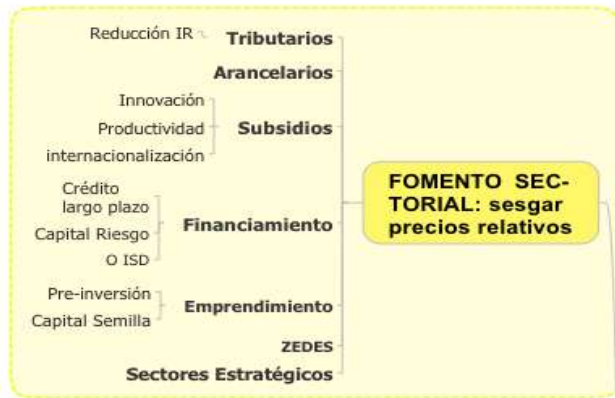 Reducción IR
Tributarios
Arancelarios
Innovación
Productividad
internacionalización
Subsidios
FOMENTO SEC-
TORIAL: sesgar
precios relativos
Crédito
largo plazo
Capital Riesgo
O ISD
Financiamiento
Pre-inversión
Capital Semilla
Emprendimiento
ZEDES
Sectores Estratégicos